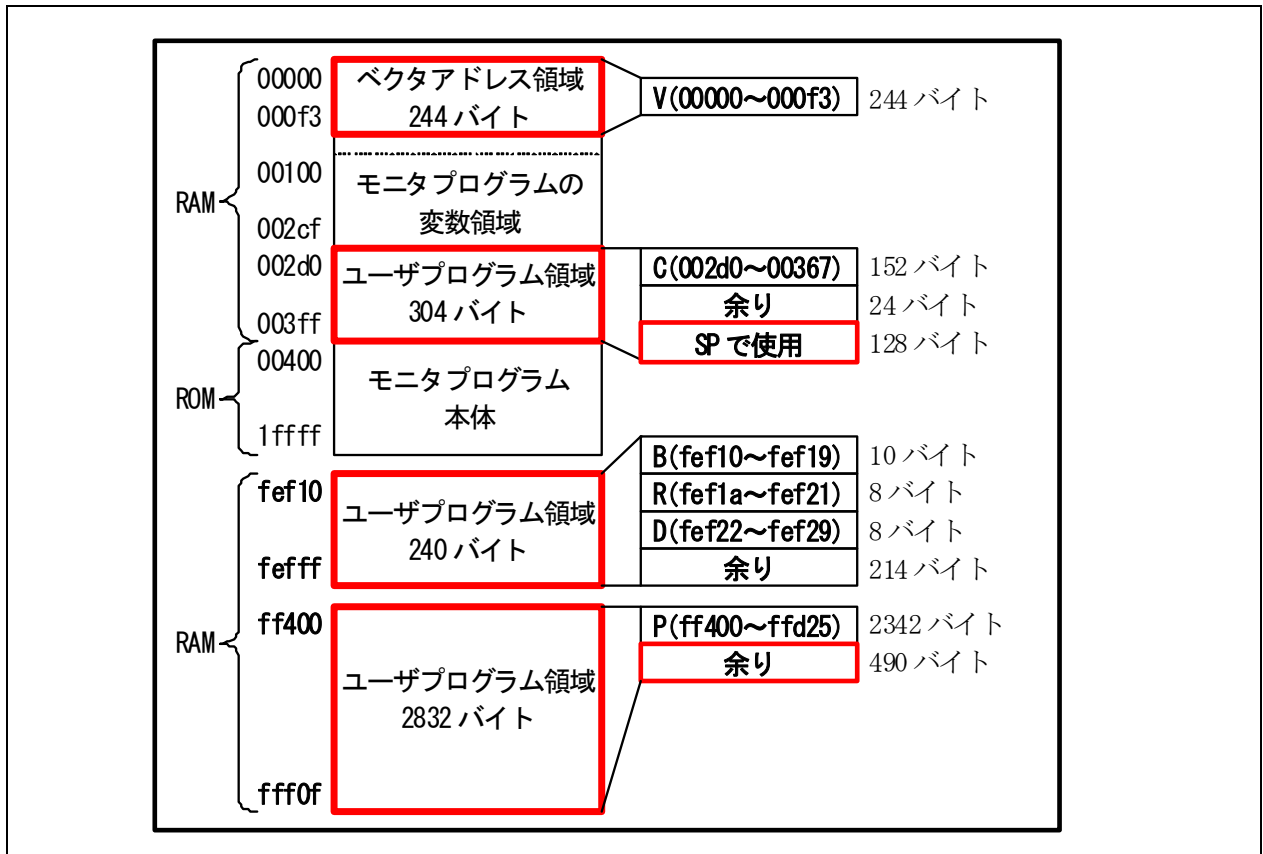 00000
000f3
ベクタアドレス領域
244 バイト
V(00000～000f3)
244 バイト
RAM
00100
002cf
モニタプログラムの
変数領域
002d0
003ff
ユーザプログラム領域
304 バイト
C(002d0～00367)
152 バイト
余り
24 バイト
SP で使用
128 バイト
ROM
00400
1ffff
モニタプログラム
本体
RAM
fef10
fefff
ユーザプログラム領域
240 バイト
B(fef10～fef19)
10 バイト
R(fef1a～fef21)
8 バイト
D(fef22～fef29)
8 バイト
余り
214 バイト
ff400
fff0f
ユーザプログラム領域
2832 バイト
P(ff400～ffd25)
2342 バイト
余り
490 バイト